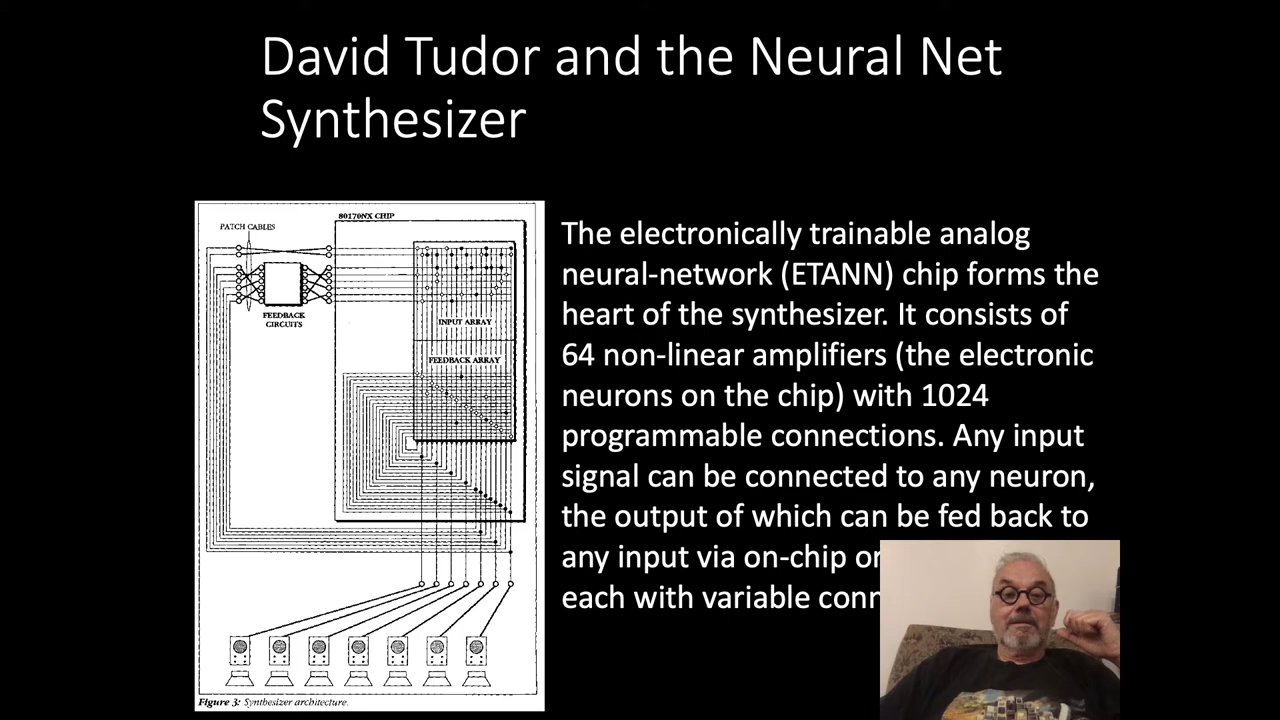 David Tudor and the Neural Net
Synthesizer
80170NX CHIP
PATCH CABLES
FEEDBACK
CIRCUITS
INPUT ARRAY
FEEDBACK ARRAY
Figure 3: Synthesizer architecture.
The electronically trainable analog
neural-network (ETANN) chip forms the
heart of the synthesizer. It consists of
64 non-linear amplifiers (the electronic
neurons on the chip) with 1024
programmable connections. Any input
signal can be connected to any neuron,
the output of which can be fed back to
any input via on-chip or
each with variable